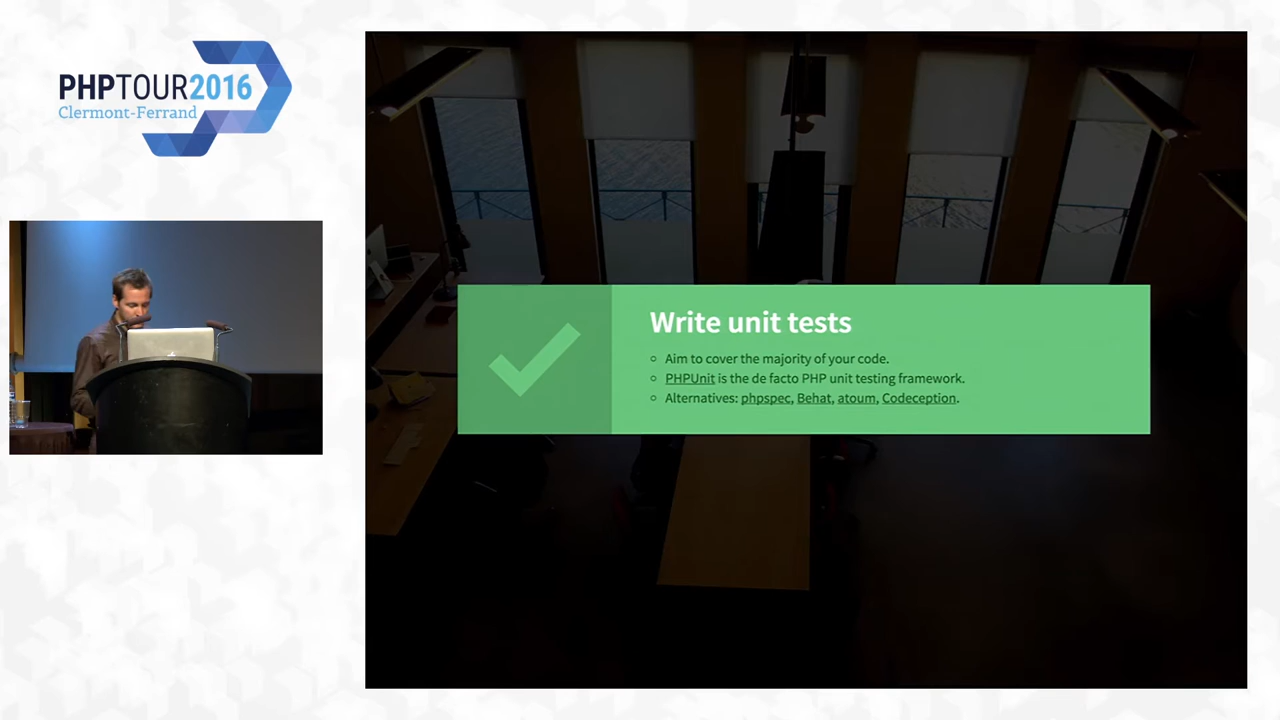 PHPTOUR2016
Clermont-Ferrand
Write unit tests
Aim to cover the majority of your code.
PHPUnit is the de facto PHP unit testing framework.
Alternatives: phpspec, Behat, atoum, Codeception.